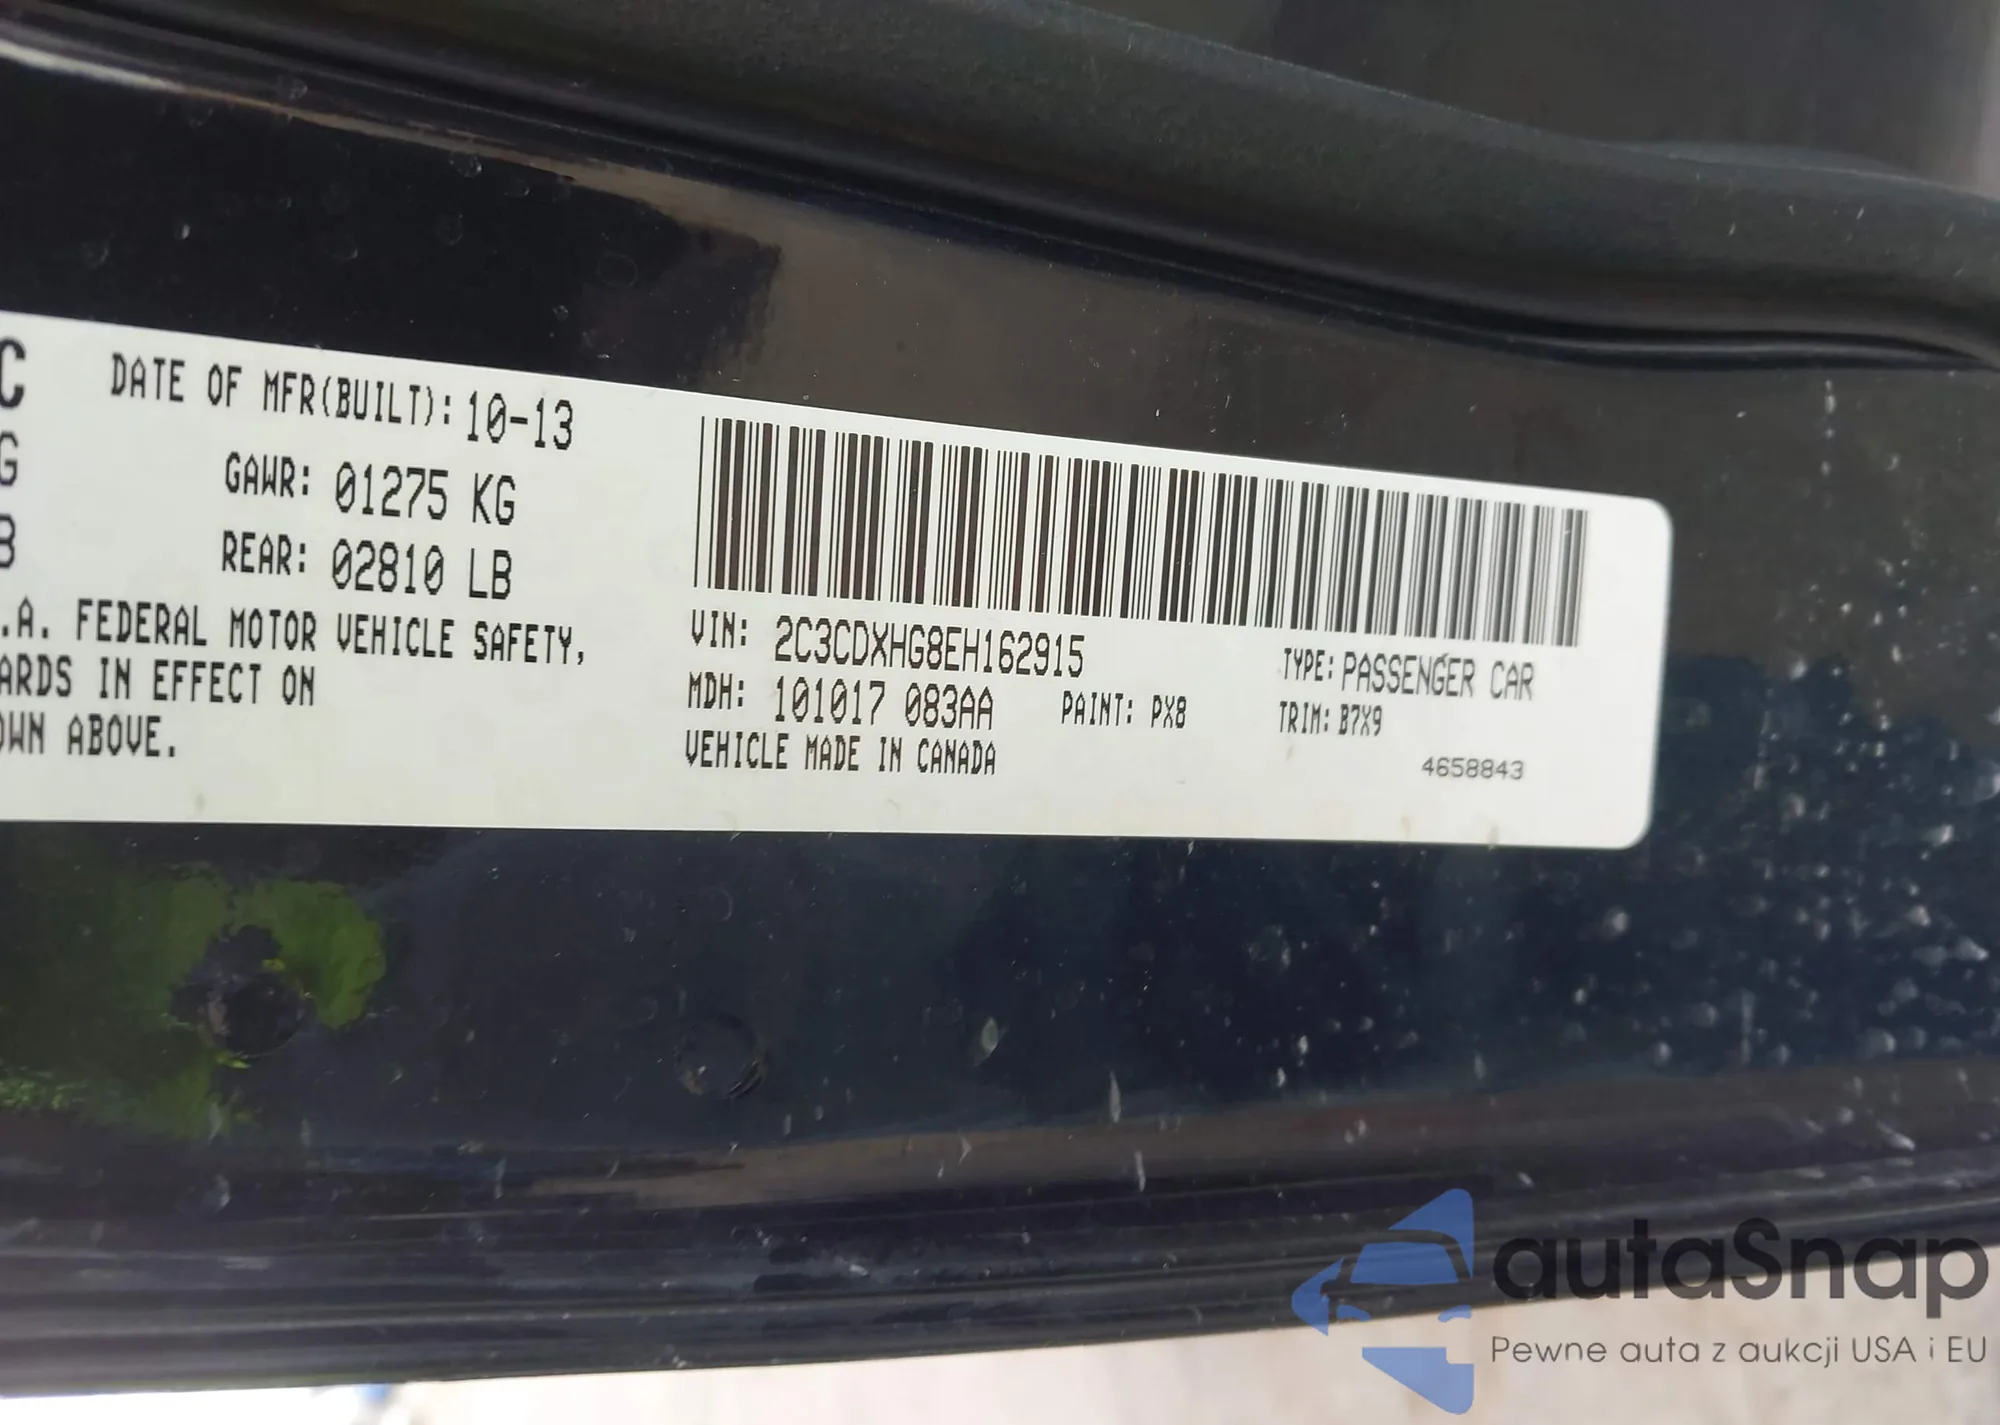 C DATE OF MFR(BUILT): 10-13
G GAWR: 01275 KG
B REAR: 02810 LB
.A. FEDERAL MOTOR VEHICLE SAFETY,
ARDS IN EFFECT ON
OWN ABOVE.
VIN: 2C3CDXHG8EH162915
TYPE: PASSENGER CAR
MDH: 101017 083AA PAINT: PX8
TRIM: B7X9
VEHICLE MADE IN CANADA
4658843
autaSnap
Pewne auta z aukcji USA i EU